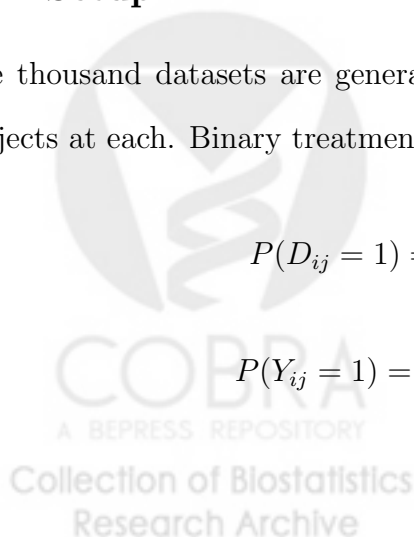 e thousand datasets are genera
jects at each. Binary treatmen
P(D_{ij} = 1) =
P(Y_{ij} = 1) =
COBRA
A BEPRESS REPOSITORY
Collection of Biostatistics
Research Archive